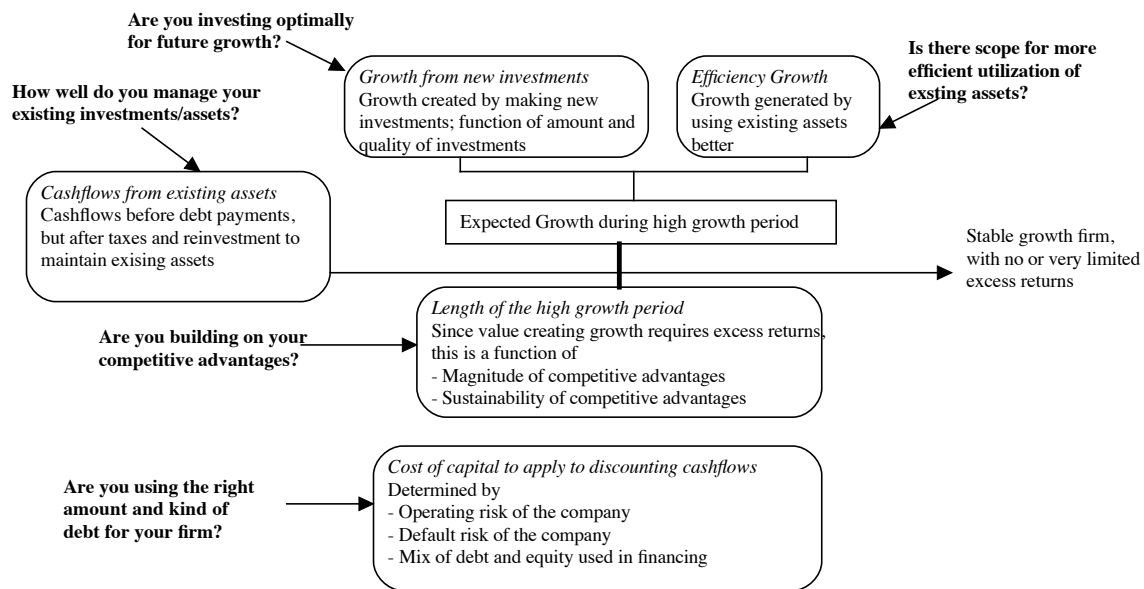 Are you investing optimally
for future growth?
Growth from new investments
Growth created by making new
investments; function of amount and
quality of investments
Efficiency Growth
Growth generated by
using existing assets
better
Is there scope for more
efficient utilization of
exsting assets?
How well do you manage your
existing investments/assets?
Cashflows from existing assets
Cashflows before debt payments,
but after taxes and reinvestment to
maintain exising assets
Expected Growth during high growth period
Stable growth firm,
with no or very limited
excess returns
Are you building on your
competitive advantages?
Length of the high growth period
Since value creating growth requires excess returns,
this is a function of
- Magnitude of competitive advantages
- Sustainability of competitive advantages
Are you using the right
amount and kind of
debt for your firm?
Cost of capital to apply to discounting cashflows
Determined by
- Operating risk of the company
- Default risk of the company
- Mix of debt and equity used in financing